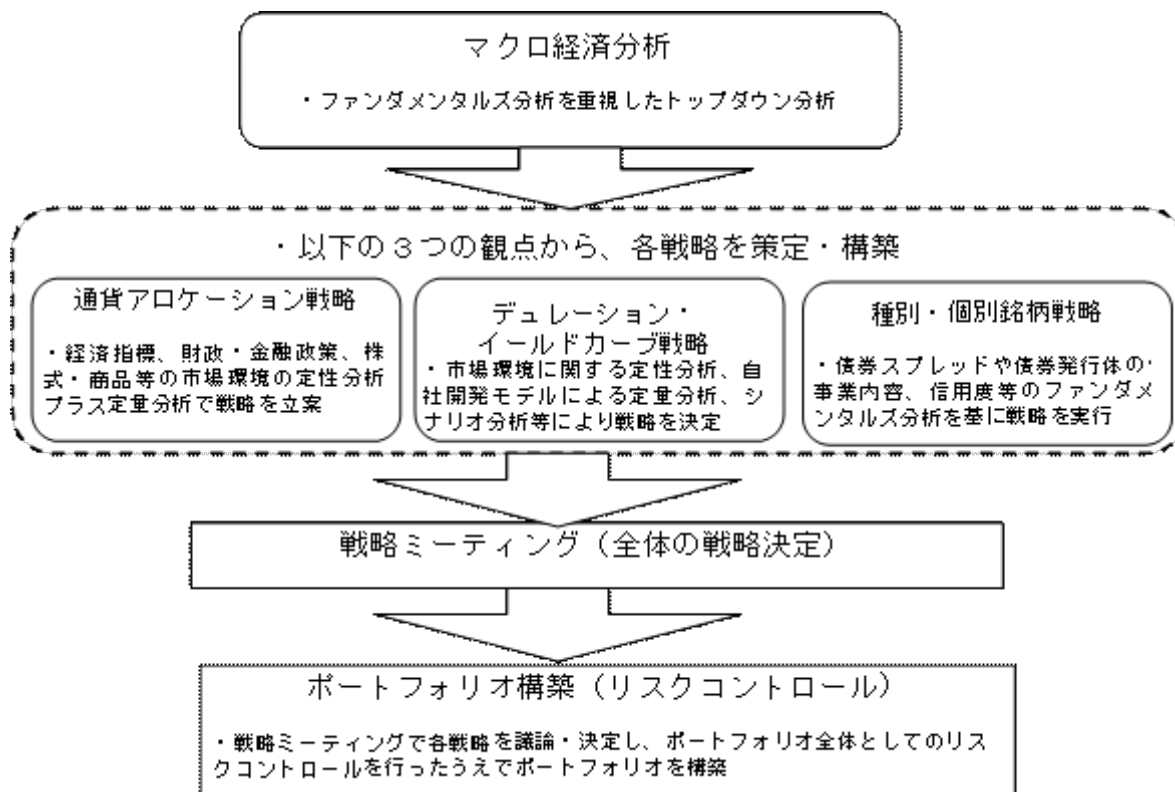 マクロ経済分析
・ファンダメンタルズ分析を重視したトップダウン分析
・以下の３つの観点から、各戦略を策定・構築
通貨アロケーション戦略
・経済指標、財政・金融政策、株
式・商品等の市場環境の定性分析
プラス定量分析で戦略を立案
デュレーション・
イールドカーブ戦略
・市場環境に関する定性分析、自
社開発モデルによる定量分析、シ
ナリオ分析等により戦略を決定
種別・個別銘柄戦略
・債券スプレッドや債券発行体の・
事業内容、信用度等のファンダメ
ンタルズ分析を基に戦略を実行
戦略ミーティング（全体の戦略決定）
ポートフォリオ構築（リスクコントロール）
・戦略ミーティングで各戦略を議論・決定し、ポートフォリオ全体としてのリス
クコントロールを行ったうえでポートフォリオを構築